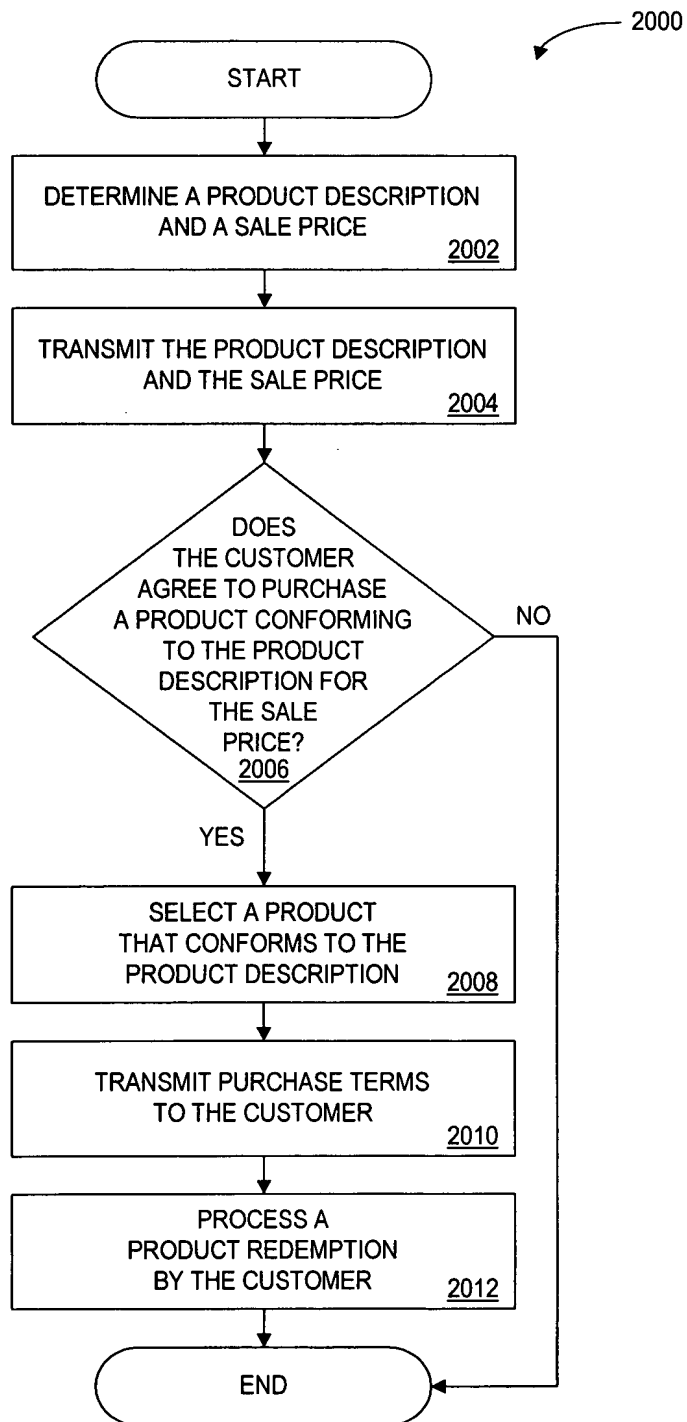 2000
START
DETERMINE A PRODUCT DESCRIPTION
AND A SALE PRICE
2002
TRANSMIT THE PRODUCT DESCRIPTION
AND THE SALE PRICE
2004
DOES
THE CUSTOMER
AGREE TO PURCHASE
A PRODUCT CONFORMING
TO THE PRODUCT
DESCRIPTION FOR
THE SALE
PRICE?
2006
NO
YES
SELECT A PRODUCT
THAT CONFORMS TO THE
PRODUCT DESCRIPTION
2008
TRANSMIT PURCHASE TERMS
TO THE CUSTOMER
2010
PROCESS A
PRODUCT REDEMPTION
BY THE CUSTOMER
2012
END